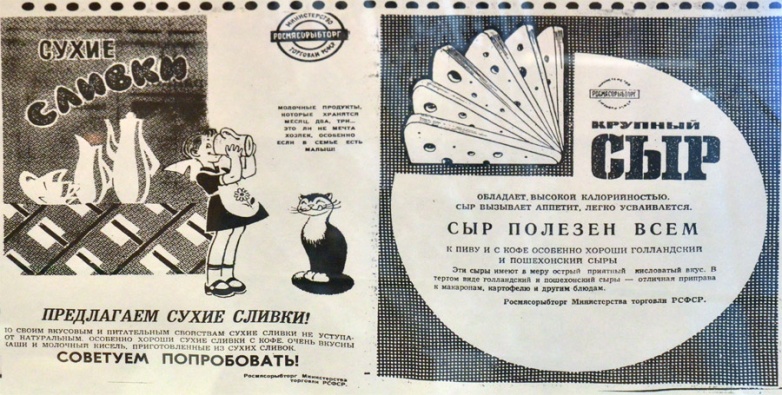 СУХИЕ
СЛИВКИ
МИНИСТЕРСТВО
РОСМЯСОРЫБТОРГ
ТОРГОВЛИ РСФСР
МОЛОЧНЫЕ ПРОДУКТЫ,
КОТОРЫЕ ХРАНЯТСЯ
МЕСЯЦ, ДВА, ТРИ...
ЭТО ЛИ НЕ МЕЧТА
ХОЗЯЕК, ОСОБЕННО
ЕСЛИ В СЕМЬЕ ЕСТЬ
МАЛЫШ!
ПРЕДЛАГАЕМ СУХИЕ СЛИВКИ!
ПО СВОИМ ВКУСОВЫМ И ПИТАТЕЛЬНЫМ СВОЙСТВАМ СУХИЕ СЛИВКИ НЕ УСТУПА-
ОТ НАТУРАЛЬНЫМ. ОСОБЕННО ХОРОШИ СУХИЕ СЛИВКИ С КОФЕ. ОЧЕНЬ ВКУСНЫ
КАШИ И МОЛОЧНЫЙ КИСЕЛЬ, ПРИГОТОВЛЕННЫЕ ИЗ СУХИХ СЛИВОК.
СОВЕТУЕМ ПОПРОБОВАТЬ!
Росмясорыбторг Министерства
торговли РСФСР.
РОСМЯСОРЫБТОРГ
КРУПНЫЙ
СЫР
ОБЛАДАЕТ ВЫСОКОЙ КАЛОРИЙНОСТЬЮ.
СЫР ВЫЗЫВАЕТ АППЕТИТ, ЛЕГКО УСВАИВАЕТСЯ.
СЫР ПОЛЕЗЕН ВСЕМ
К ПИВУ И С КОФЕ ОСОБЕННО ХОРОШИ ГОЛЛАНДСКИЙ
И ПОШЕХОНСКИЙ СЫРЫ
Эти сыры имеют в меру острый приятный кисловатый вкус. В
тертом виде голландский и пошехонский сыры — отличная приправа
к макаронам, картофелю и другим блюдам.
Росмясорыбторг Министерства торговли РСФСР.